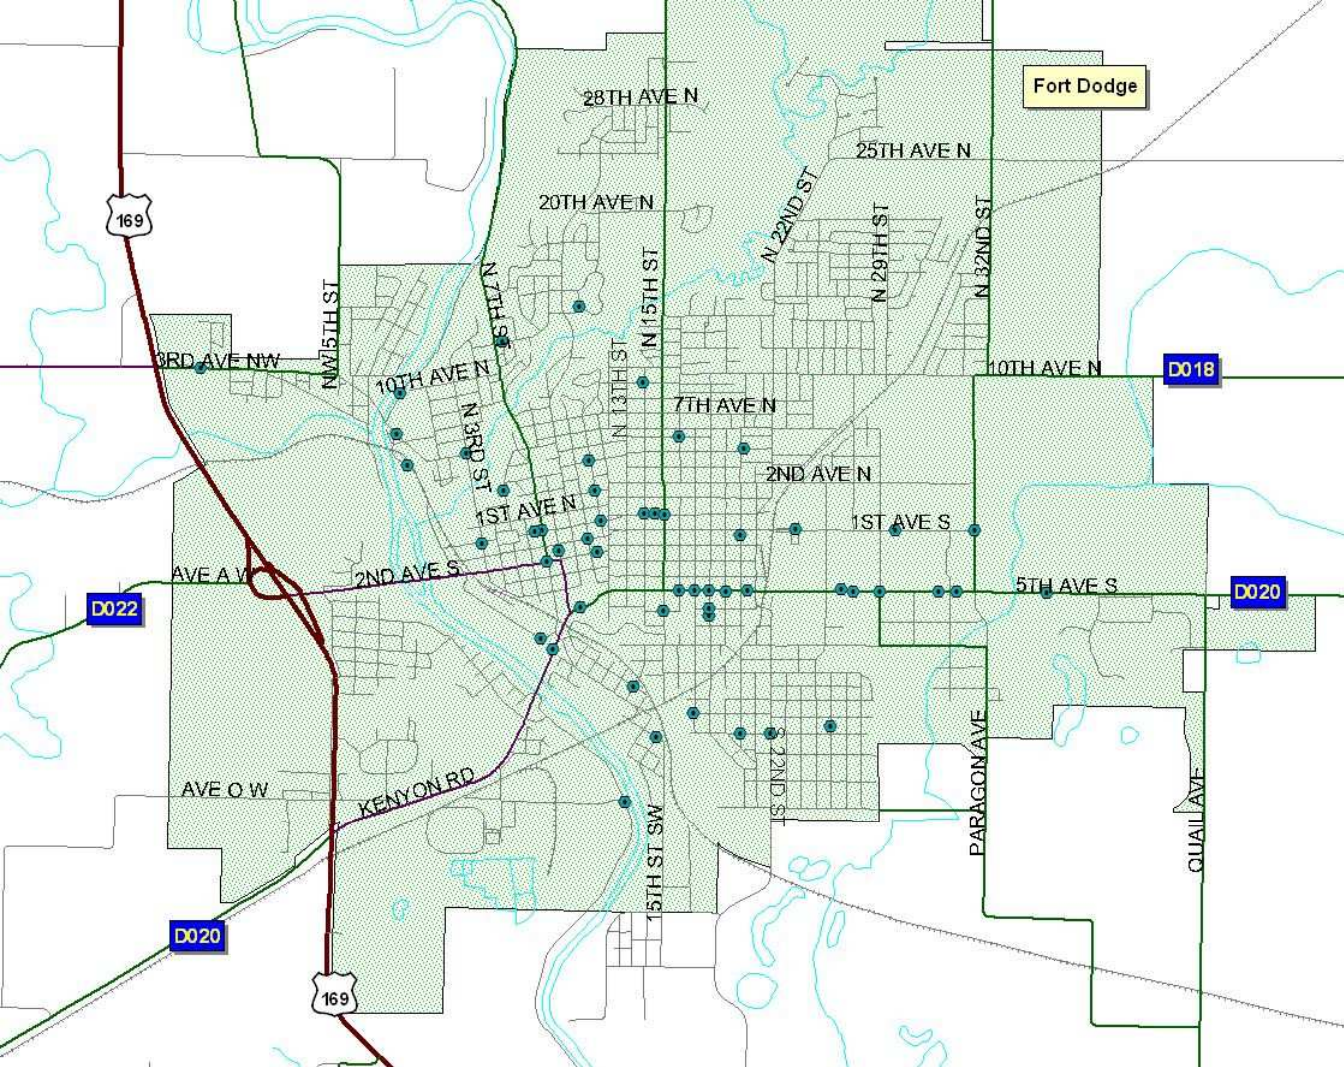 Fort Dodge
28TH AVE N
25TH AVE N
20TH AVE N
N 22ND ST
169
N 29TH ST
N 32ND ST
N 15TH ST
N 7TH ST
NW 5TH ST
3RD AVE NW
10TH AVE N
10TH AVE N
D018
N 13TH ST
7TH AVE N
N 3RD ST
2ND AVE N
1ST AVE N
1ST AVE S
AVE A W
2ND AVE S
5TH AVE S
D020
D022
AVE O W
KENYON RD
S 22ND ST
PARAGON AVE
QUAIL AVE
15TH ST SW
D020
169